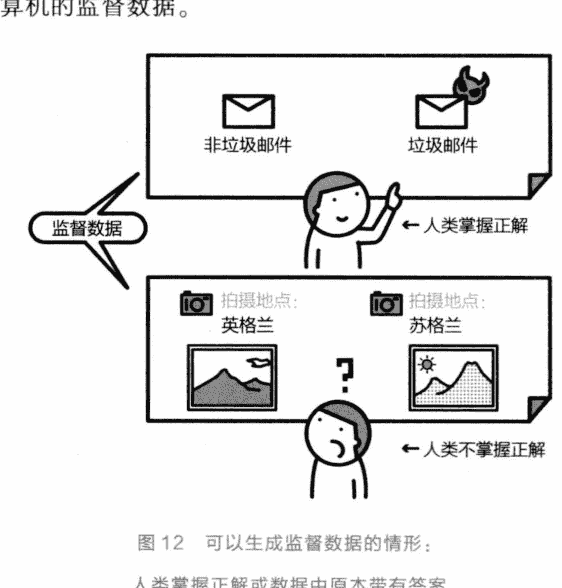 算机的监督数据。
非垃圾邮件
垃圾邮件
监督数据
←人类掌握正解
拍摄地点：
英格兰
拍摄地点：
苏格兰
?
←人类不掌握正解
图 12 可以生成监督数据的情形：
人类掌握正解或数据中原本带有答案